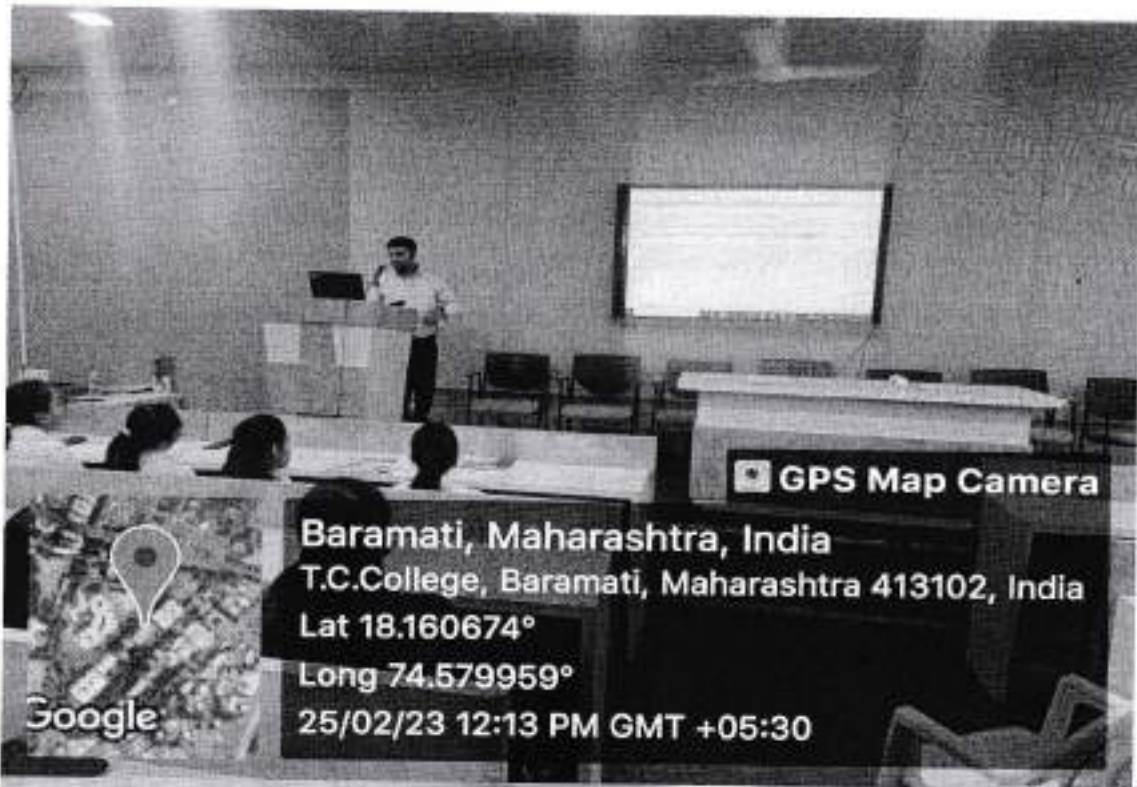 GPS Map Camera
Baramati, Maharashtra, India
T.C.College, Baramati, Maharashtra 413102, India
Lat 18.160674°
Long 74.579959°
25/02/23 12:13 PM GMT +05:30
Google